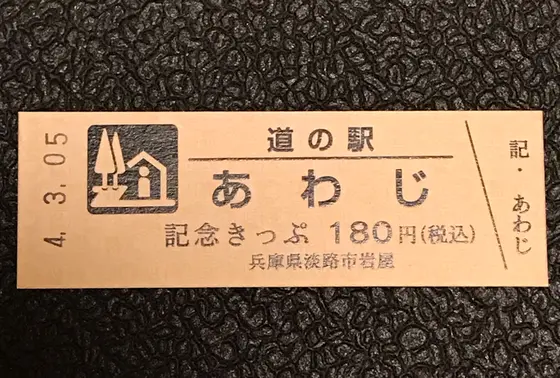 4.3.05
道の駅
あわじ
記念きっぷ 180円(税込)
兵庫県淡路市岩屋
記・あわじ